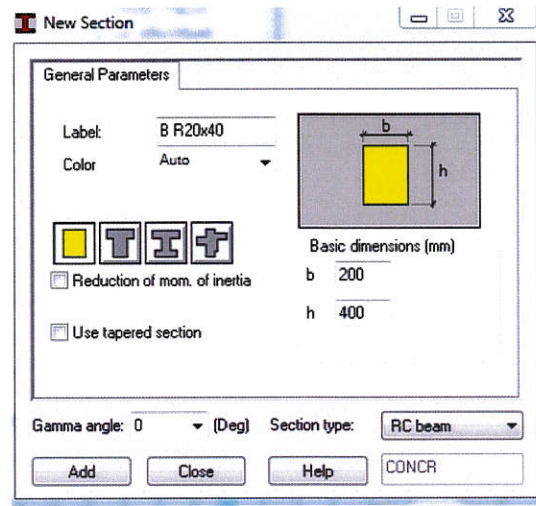 New Section
General Parameters
Label: B R20x40
Color Auto
b
h
Basic dimensions (mm)
b 200
h 400
Reduction of mom. of inertia
Use tapered section
Gamma angle: 0 (Deg) Section type: RC beam
Add Close Help CONCR